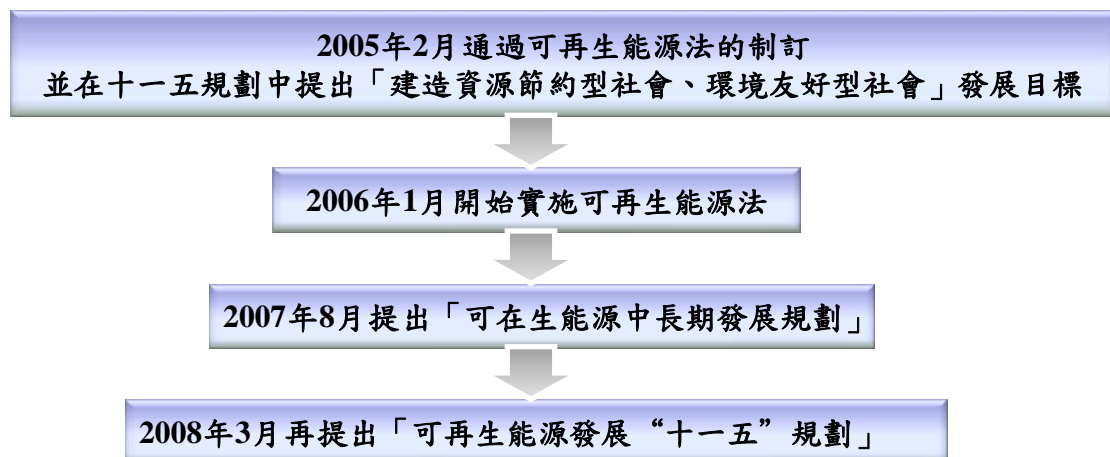 2005年2月通過可再生能源法的制訂
並在十一五規劃中提出「建造資源節約型社會、環境友好型社會」發展目標
2006年1月開始實施可再生能源法
2007年8月提出「可在生能源中長期發展規劃」
2008年3月再提出「可再生能源發展“十一五”規劃」